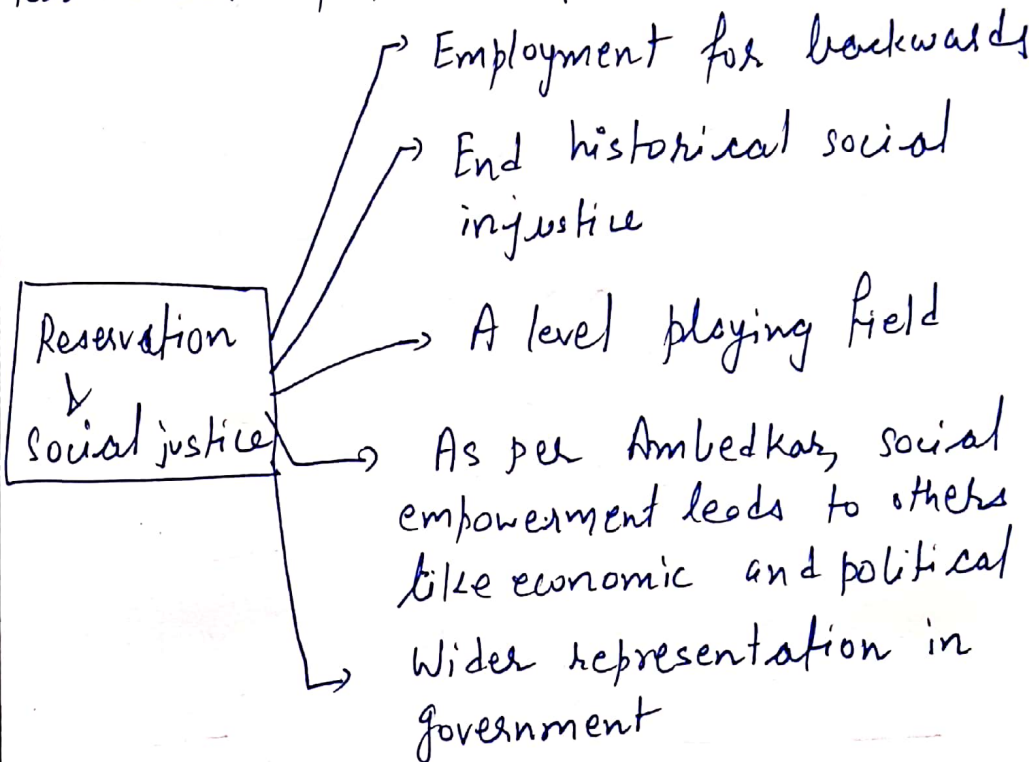 Employment for backwards
End historical social
injustice
Reservation
Social justice
A level playing field
As per Ambedkar, social
empowerment leads to others
like economic and political
Wider representation in
government